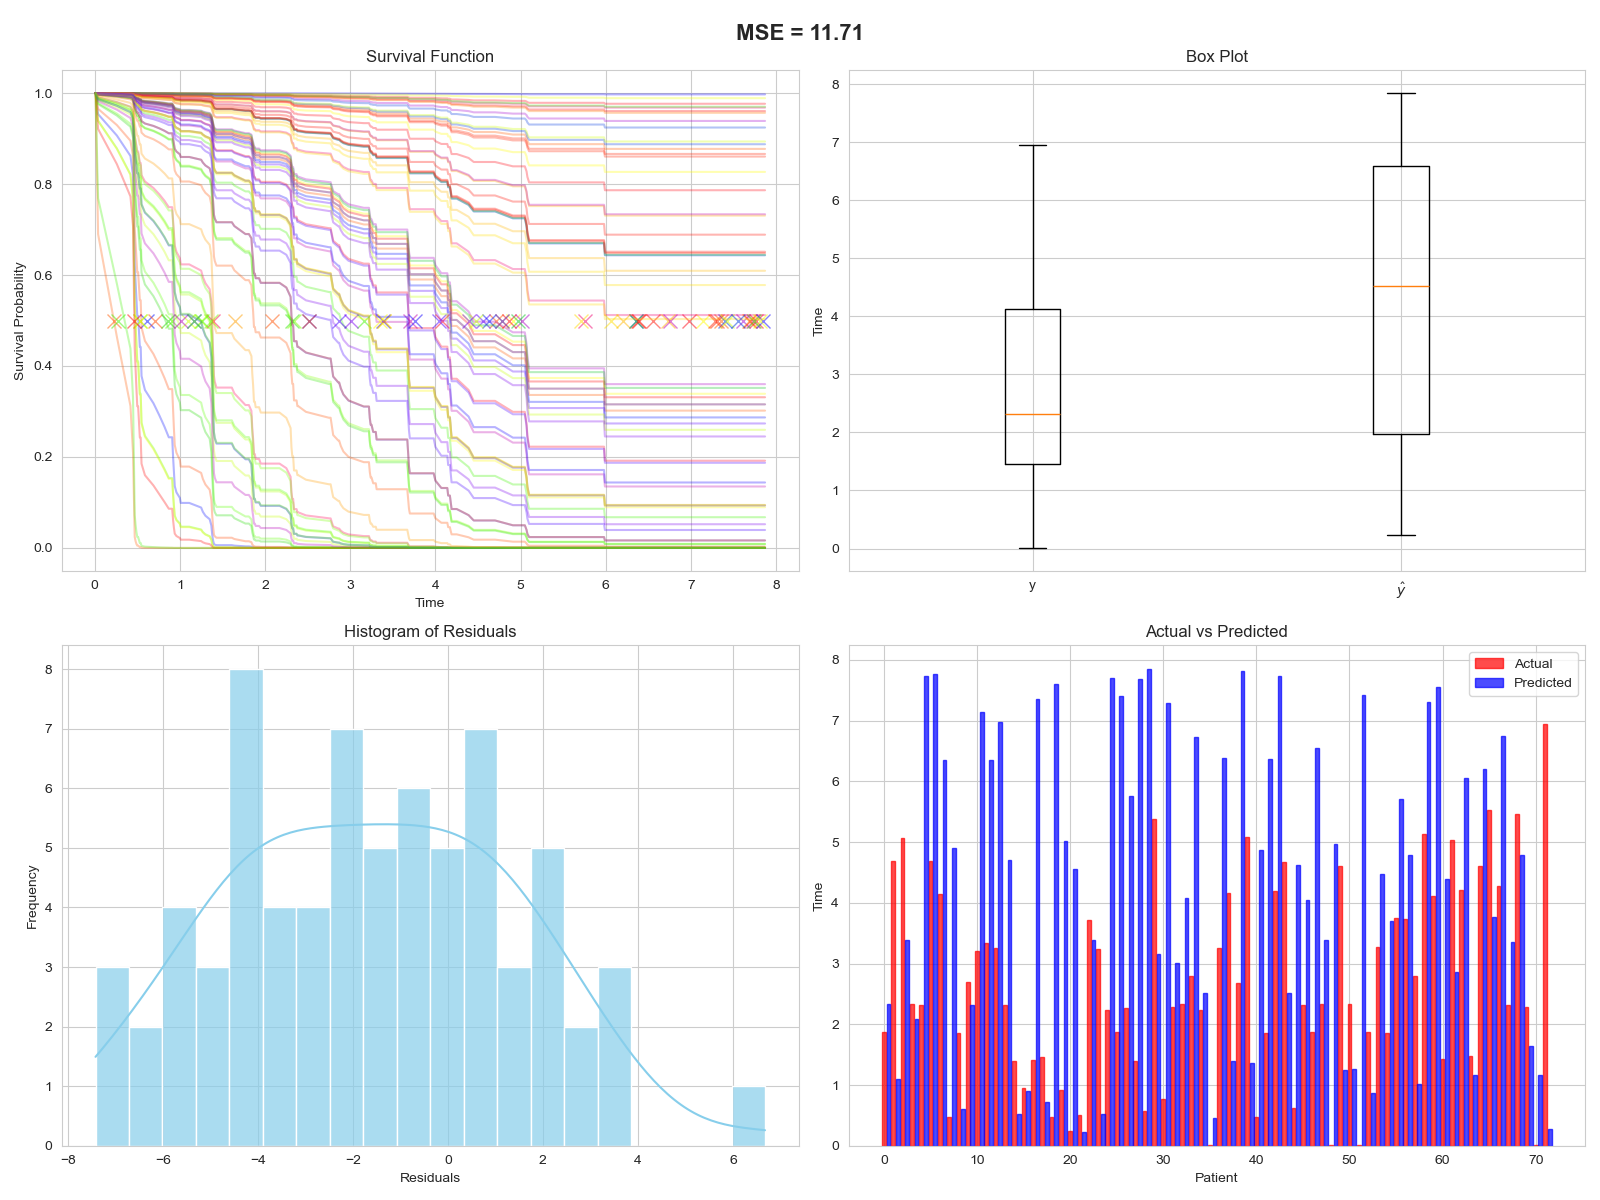 MSE = 11.71
Survival Function
Survival Probability
1.0
0.8
0.6
0.4
0.2
0.0
0 1 2 3 4 5 6 7 8
Time
Box Plot
Time
8
7
6
5
4
3
2
1
0
y ŷ
Histogram of Residuals
Frequency
8
7
6
5
4
3
2
1
0
−8 −6 −4 −2 0 2 4 6
Residuals
Actual vs Predicted
Actual
Predicted
Time
8
7
6
5
4
3
2
1
0
0 10 20 30 40 50 60 70
Patient